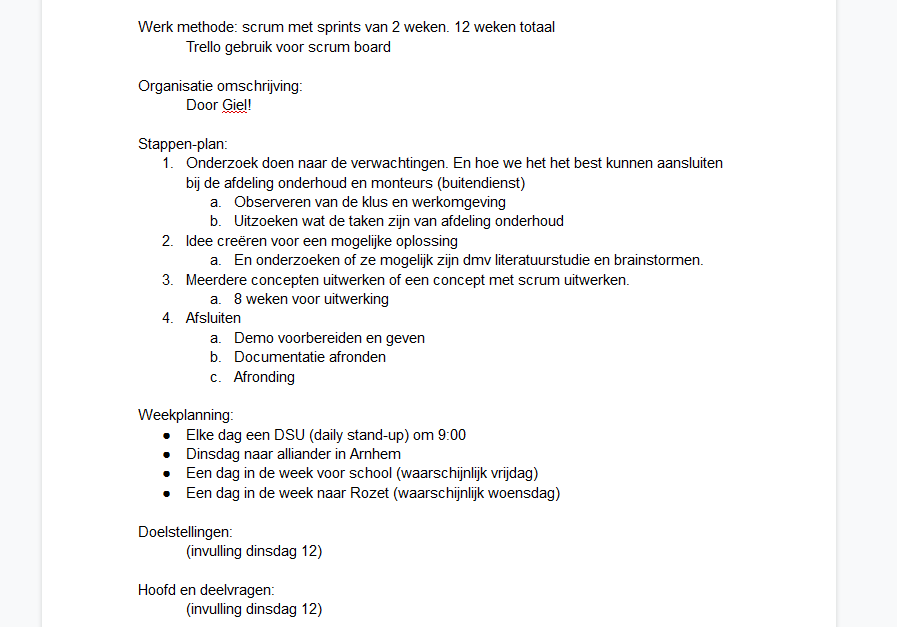 Werk methode: scrum met sprints van 2 weken. 12 weken totaal
Trello gebruik voor scrum board
Organisatie omschrijving:
Door Giel!
Stappen-plan:
1. Onderzoek doen naar de verwachtingen. En hoe we het het best kunnen aansluiten
bij de afdeling onderhoud en monteurs (buitendienst)
a. Observeren van de klus en werkomgeving
b. Uitzoeken wat de taken zijn van afdeling onderhoud
2. Idee creëren voor een mogelijke oplossing
a. En onderzoeken of ze mogelijk zijn dmv literatuurstudie en brainstormen.
3. Meerdere concepten uitwerken of een concept met scrum uitwerken.
a. 8 weken voor uitwerking
4. Afsluiten
a. Demo voorbereiden en geven
b. Documentatie afronden
c. Afronding
Weekplanning:
● Elke dag een DSU (daily stand-up) om 9:00
● Dinsdag naar alliander in Arnhem
● Een dag in de week voor school (waarschijnlijk vrijdag)
● Een dag in de week naar Rozet (waarschijnlijk woensdag)
Doelstellingen:
(invulling dinsdag 12)
Hoofd en deelvragen:
(invulling dinsdag 12)